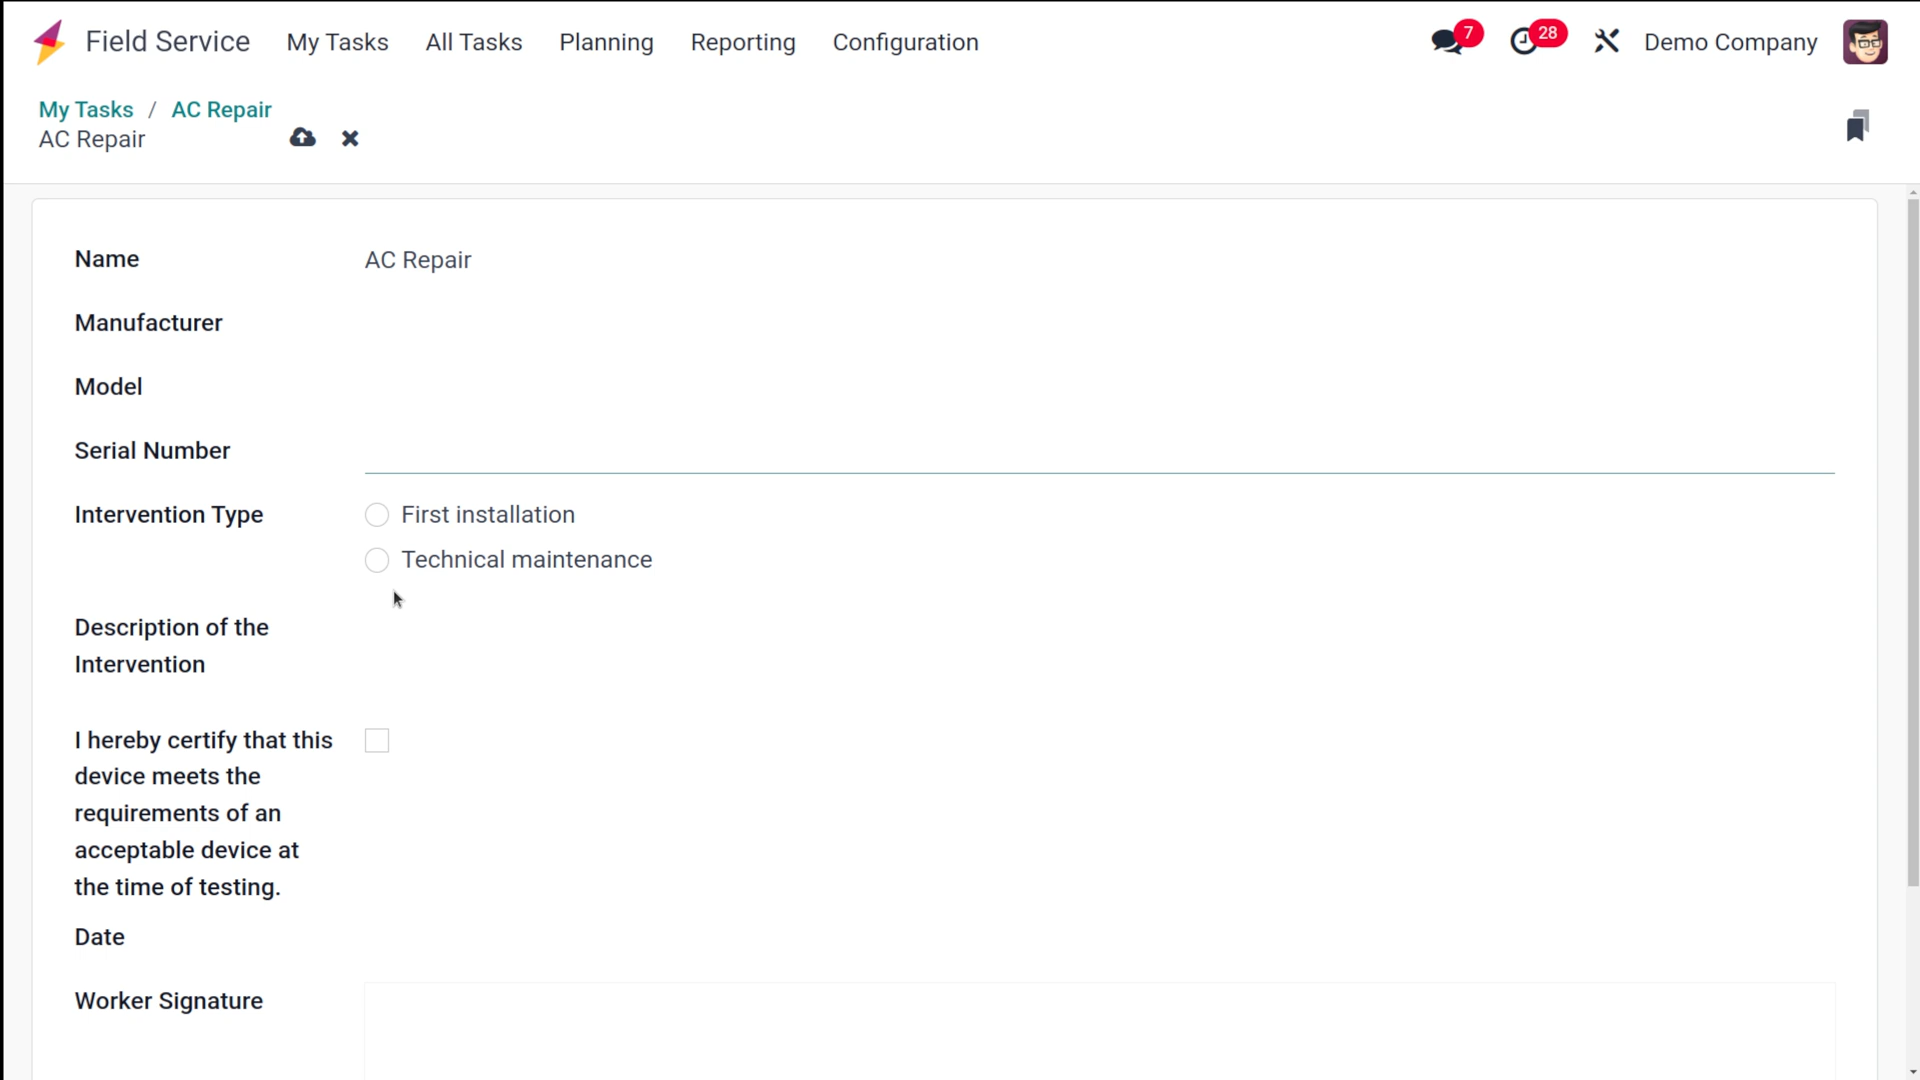 Field Service My Tasks All Tasks Planning Reporting Configuration 7 28 Demo Company
My Tasks / AC Repair
AC Repair
Name AC Repair
Manufacturer
Model
Serial Number
Intervention Type First installation
Technical maintenance
Description of the
Intervention
I hereby certify that this
device meets the
requirements of an
acceptable device at
the time of testing.
Date
Worker Signature